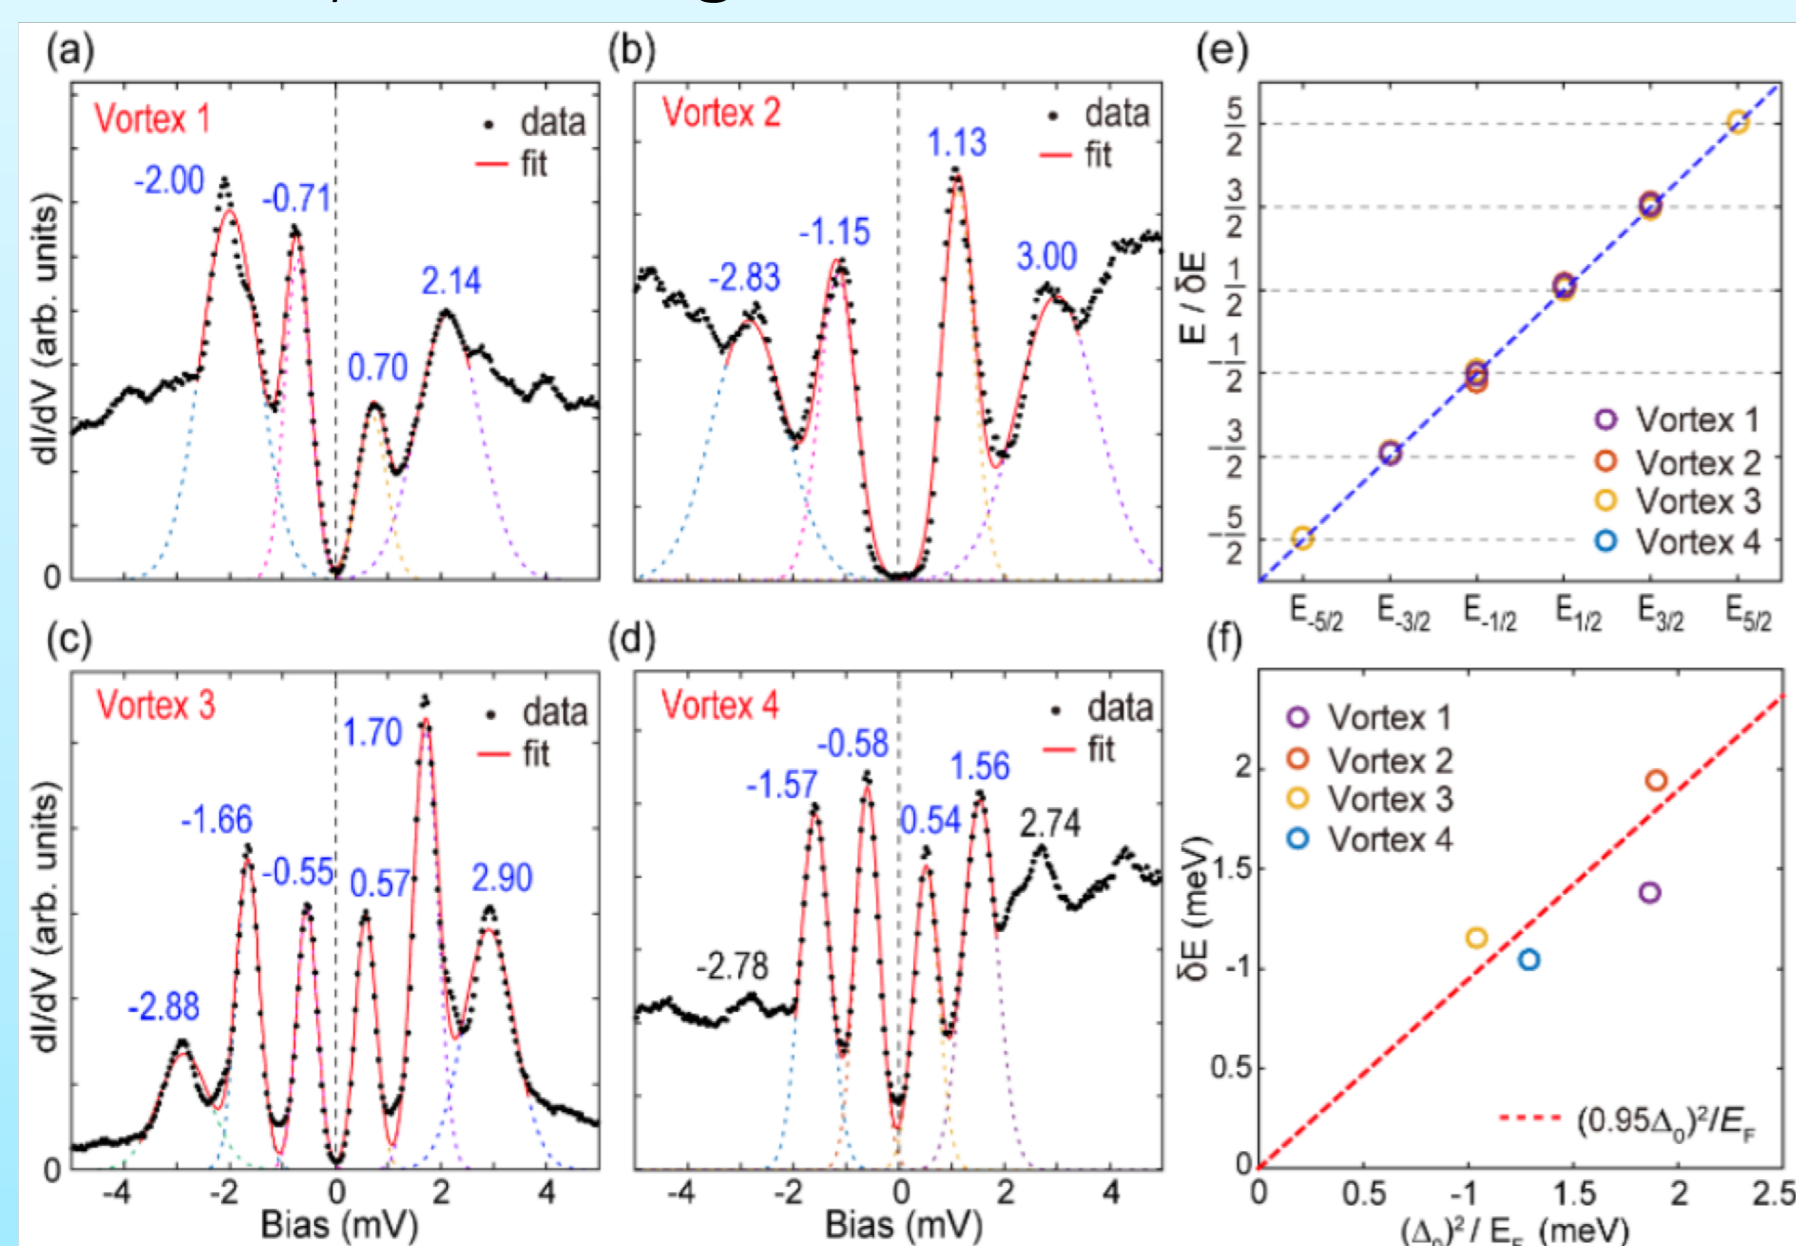 (a)
Vortex 1
data
fit
-2.00
-0.71
0.70
2.14
dI/dV (arb. units)
0
(b)
Vortex 2
data
fit
-2.83
-1.15
1.13
3.00
(e)
E / δE
5/2
3/2
1/2
-1/2
-3/2
-5/2
Vortex 1
Vortex 2
Vortex 3
Vortex 4
E-5/2 E-3/2 E-1/2 E1/2 E3/2 E5/2
(c)
Vortex 3
data
fit
-2.88
-1.66
-0.55
0.57
1.70
2.90
dI/dV (arb. units)
0
-4 -2 0 2 4
Bias (mV)
(d)
Vortex 4
data
fit
-2.78
-1.57
-0.58
0.54
1.56
2.74
-4 -2 0 2 4
Bias (mV)
(f)
Vortex 1
Vortex 2
Vortex 3
Vortex 4
δE (meV)
2
1.5
-1
0.5
0
(0.95Δ0)²/EF
0 0.5 -1 1.5 2 2.5
(Δ0)² / EF (meV)